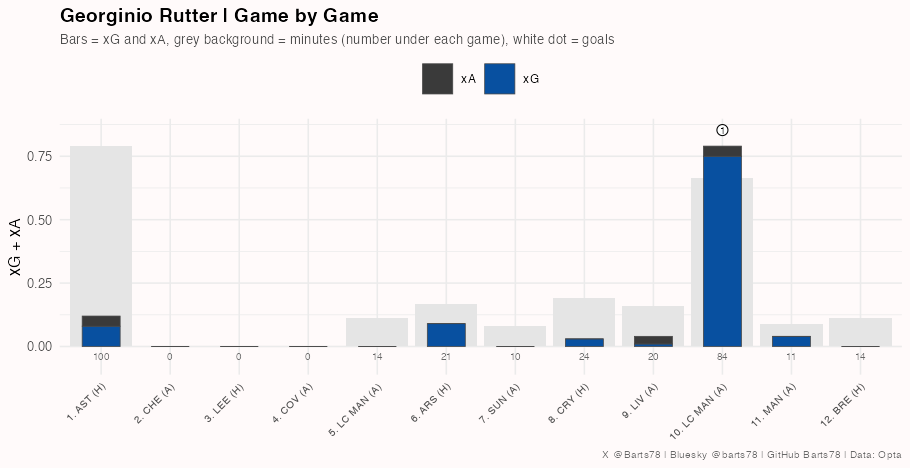 Georginio Rutter | Game by Game
Bars = xG and xA, grey background = minutes (number under each game), white dot = goals
xA xG
xG + xA
0.75
0.50
0.25
0.00
1
100 0 0 0 14 21 10 24 20 84 11 14
1. AST (H)
2. CHE (A)
3. LEE (H)
4. COV (A)
5. LC MAN (A)
6. ARS (H)
7. SUN (A)
8. CRY (H)
9. LIV (A)
10. LC MAN (A)
11. MAN (A)
12. BRE (H)
X @Barts78 | Bluesky @barts78 | GitHub Barts78 | Data: Opta